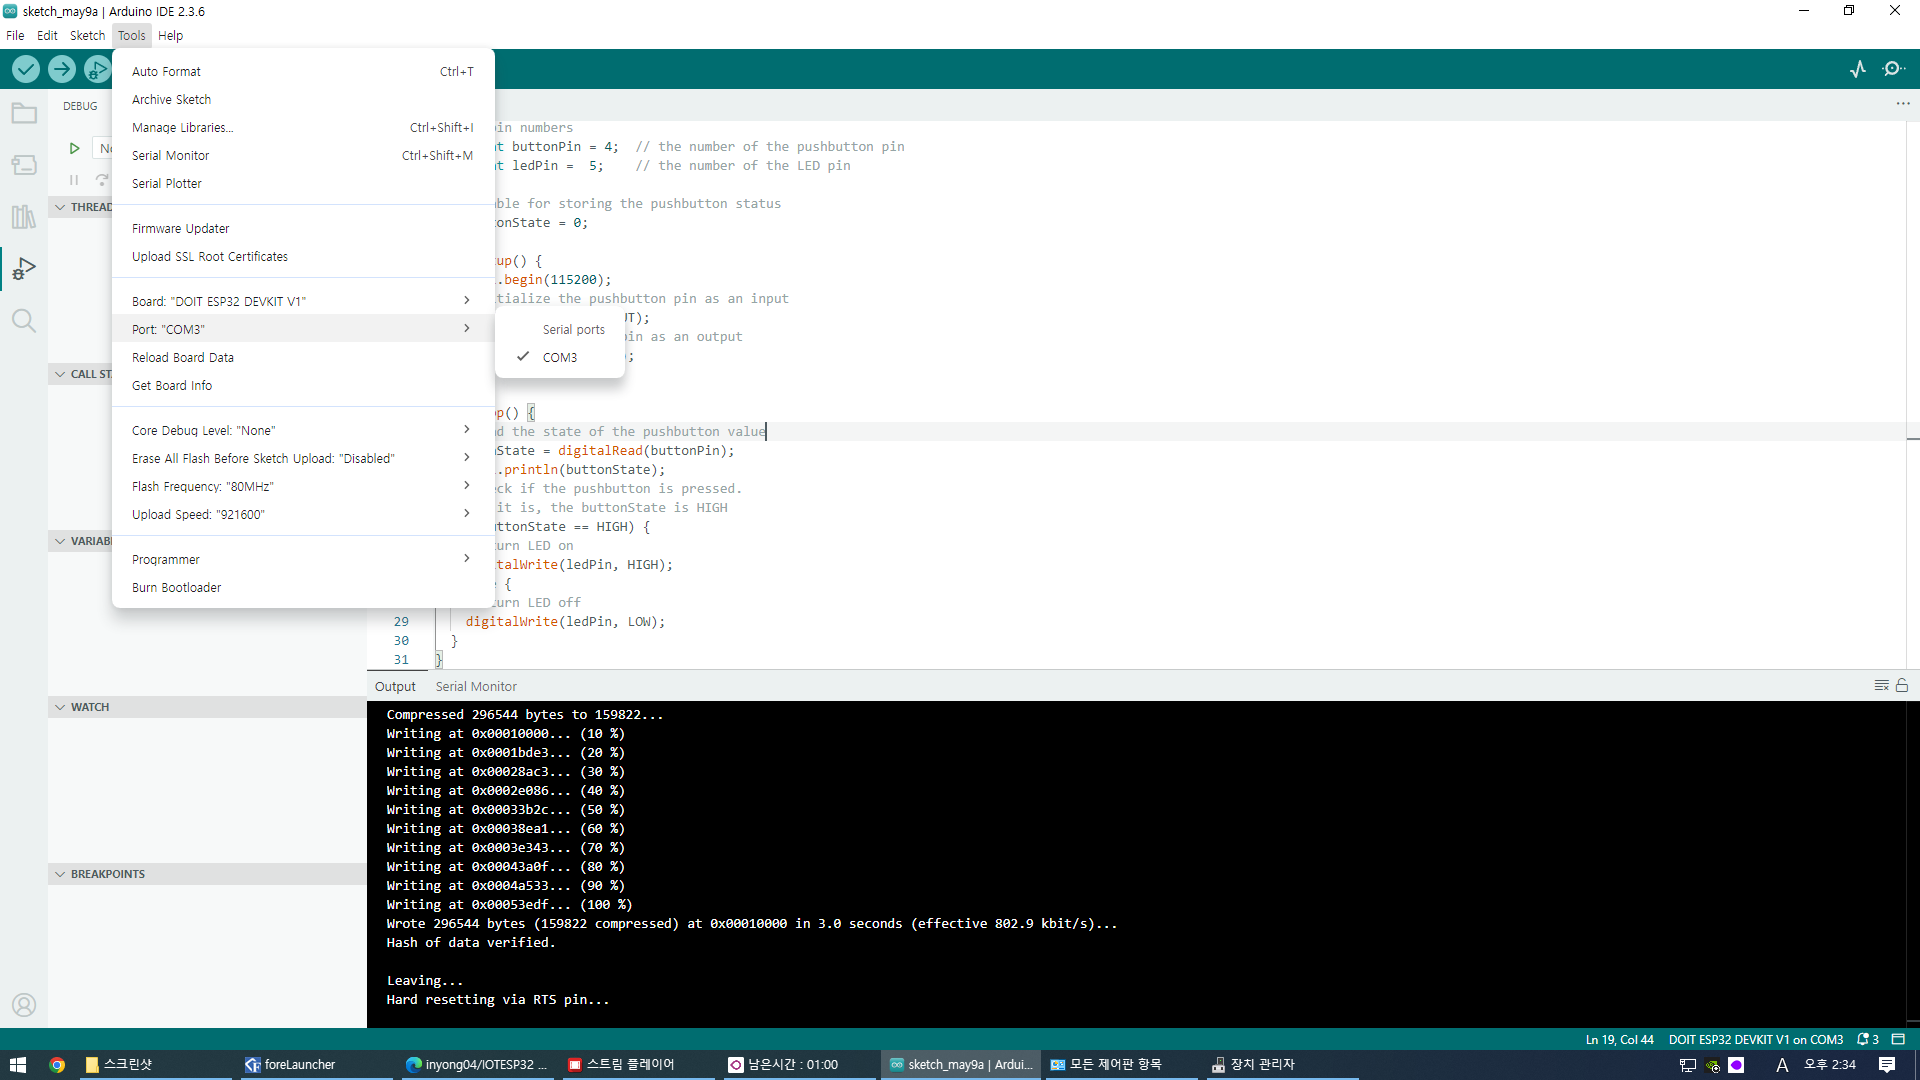 sketch_may9a | Arduino IDE 2.3.6
File Edit Sketch Tools Help
DEBUG
Auto Format Ctrl+T
Archive Sketch
Manage Libraries... Ctrl+Shift+I
Serial Monitor Ctrl+Shift+M
Serial Plotter
Firmware Updater
Upload SSL Root Certificates
Board: "DOIT ESP32 DEVKIT V1"
Port: "COM3"
Reload Board Data
Get Board Info
Core Debug Level: "None"
Erase All Flash Before Sketch Upload: "Disabled"
Flash Frequency: "80MHz"
Upload Speed: "921600"
Programmer
Burn Bootloader
Serial ports
COM3
THREAD
CALL ST
VARIAB
WATCH
BREAKPOINTS
in numbers
t buttonPin = 4; // the number of the pushbutton pin
t ledPin = 5; // the number of the LED pin
ble for storing the pushbutton status
onState = 0;
up() {
.begin(115200);
tialize the pushbutton pin as an input
UT);
in as an output
);
p() {
d the state of the pushbutton value
State = digitalRead(buttonPin);
.println(buttonState);
ck if the pushbutton is pressed.
it is, the buttonState is HIGH
ttonState == HIGH) {
urn LED on
talWrite(ledPin, HIGH);
{
urn LED off
29 digitalWrite(ledPin, LOW);
30 }
31 }
Output Serial Monitor
Compressed 296544 bytes to 159822...
Writing at 0x00010000... (10 %)
Writing at 0x0001bde3... (20 %)
Writing at 0x00028ac3... (30 %)
Writing at 0x0002e086... (40 %)
Writing at 0x00033b2c... (50 %)
Writing at 0x00038ea1... (60 %)
Writing at 0x0003e343... (70 %)
Writing at 0x00043a0f... (80 %)
Writing at 0x0004a533... (90 %)
Writing at 0x00053edf... (100 %)
Wrote 296544 bytes (159822 compressed) at 0x00010000 in 3.0 seconds (effective 802.9 kbit/s)...
Hash of data verified.
Leaving...
Hard resetting via RTS pin...
Ln 19, Col 44 DOIT ESP32 DEVKIT V1 on COM3 3
스크린샷 foreLauncher inyong04/IOTESP32 ... 스트림 플레이어 남은시간 : 01:00 sketch_may9a | Ardui... 모든 제어판 항목 장치 관리자 A 오후 2:34